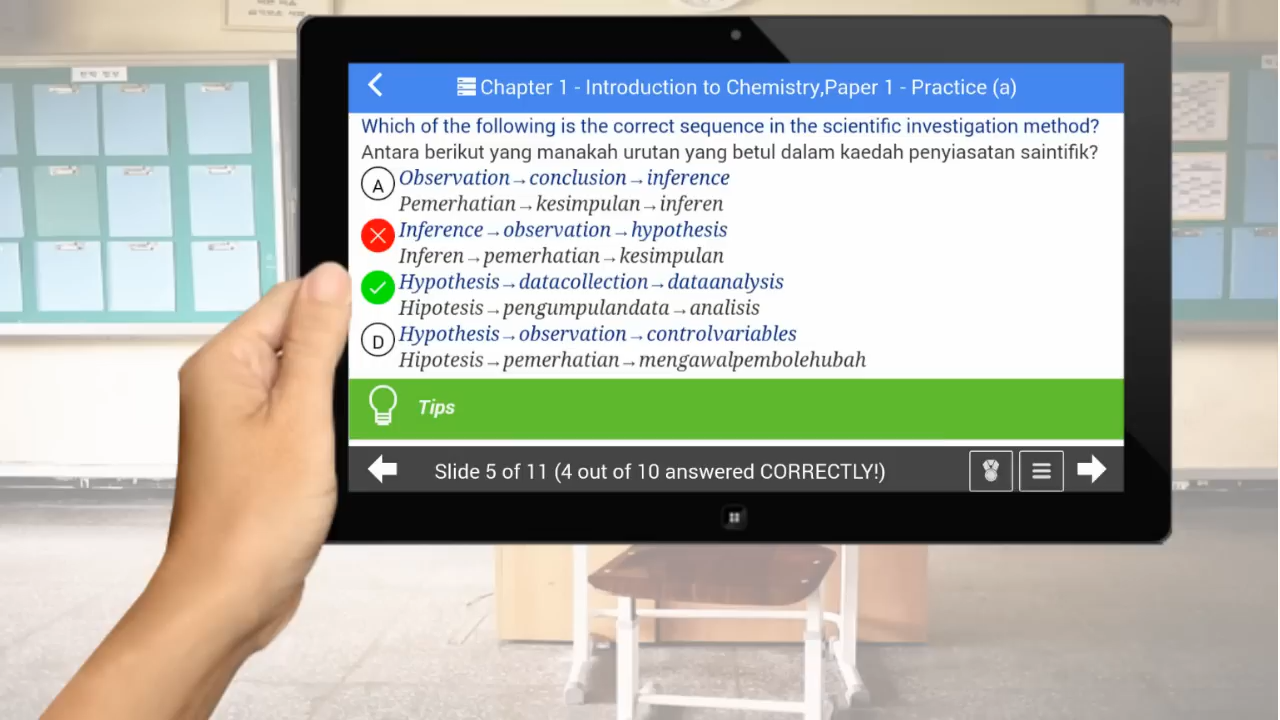 Chapter 1 - Introduction to Chemistry,Paper 1 - Practice (a)
Which of the following is the correct sequence in the scientific investigation method?
Antara berikut yang manakah urutan yang betul dalam kaedah penyiasatan saintifik?
A Observation→conclusion→inference
Pemerhatian→kesimpulan→inferen
Inference→observation→hypothesis
Inferen→pemerhatian→kesimpulan
Hypothesis→datacollection→dataanalysis
Hipotesis→pengumpulandata→analisis
D Hypothesis→observation→controlvariables
Hipotesis→pemerhatian→mengawalpembolehubah
Tips
Slide 5 of 11 (4 out of 10 answered CORRECTLY!)